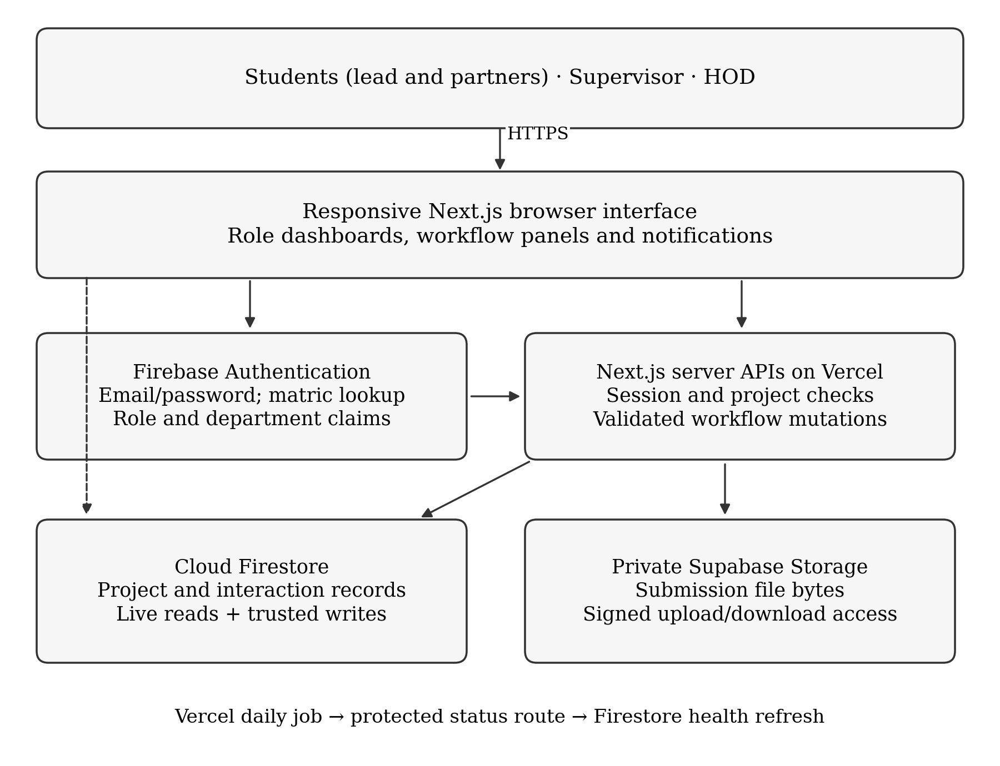 Students (lead and partners) · Supervisor · HOD
HTTPS
Responsive Next.js browser interface
Role dashboards, workflow panels and notifications
Firebase Authentication
Email/password; matric lookup
Role and department claims
Next.js server APIs on Vercel
Session and project checks
Validated workflow mutations
Cloud Firestore
Project and interaction records
Live reads + trusted writes
Private Supabase Storage
Submission file bytes
Signed upload/download access
Vercel daily job → protected status route → Firestore health refresh